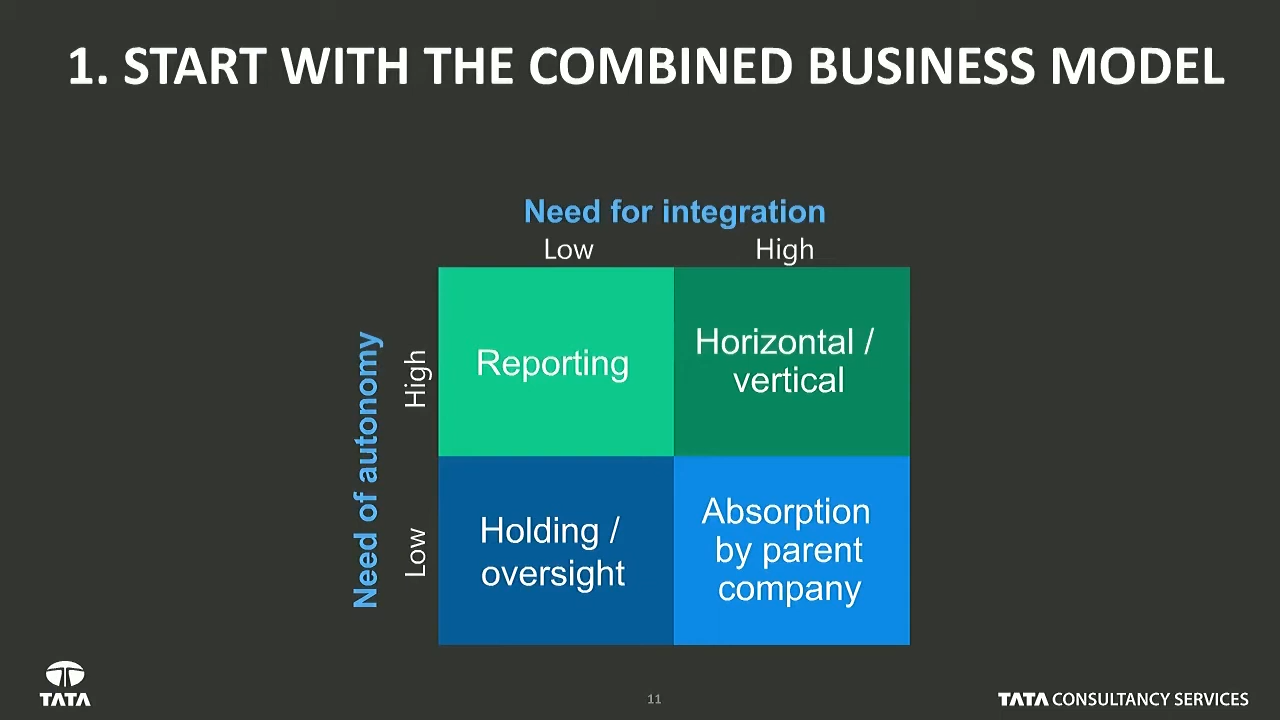 1. START WITH THE COMBINED BUSINESS MODEL
Need for integration
Low
High
Need of autonomy
High
Low
Reporting
Horizontal /
vertical
Holding /
oversight
Absorption
by parent
company
TATA
11
TATA CONSULTANCY SERVICES